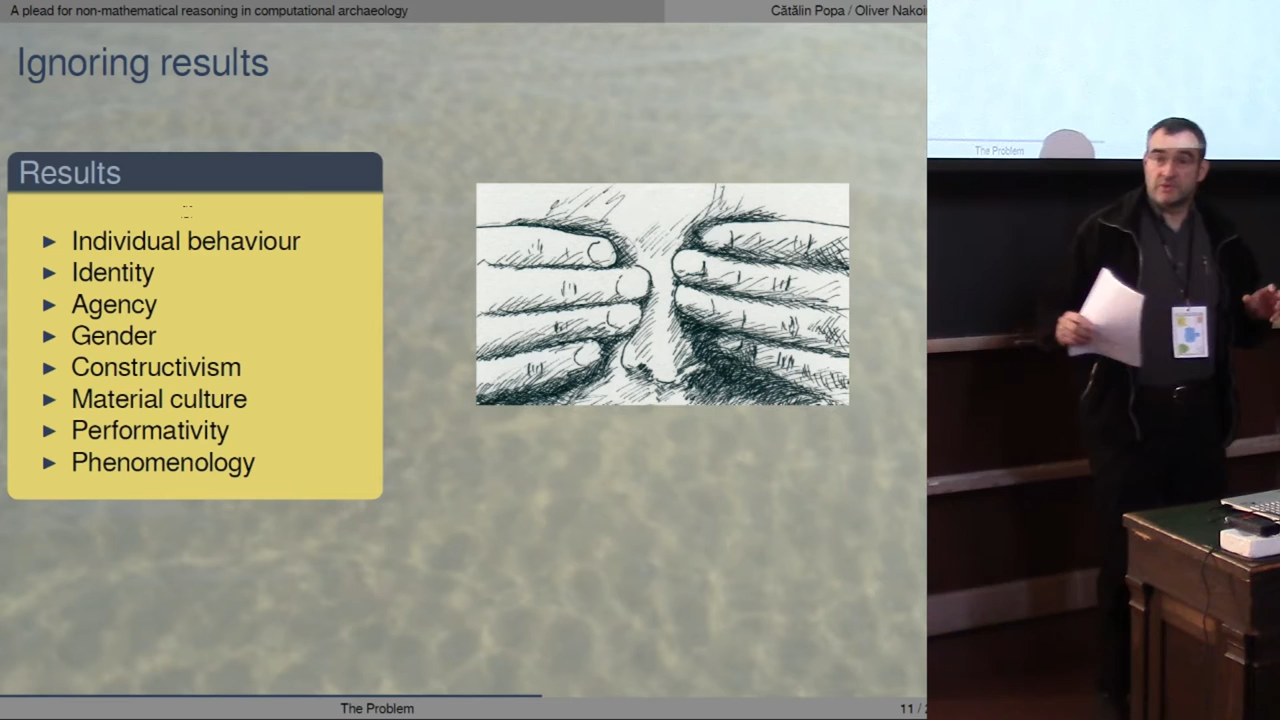 A plead for non-mathematical reasoning in computational archaeology
Cătălin Popa / Oliver
Ignoring results
Results
Individual behaviour
Identity
Agency
Gender
Constructivism
Material culture
Performativity
Phenomenology
The Problem
11 /
The Problem